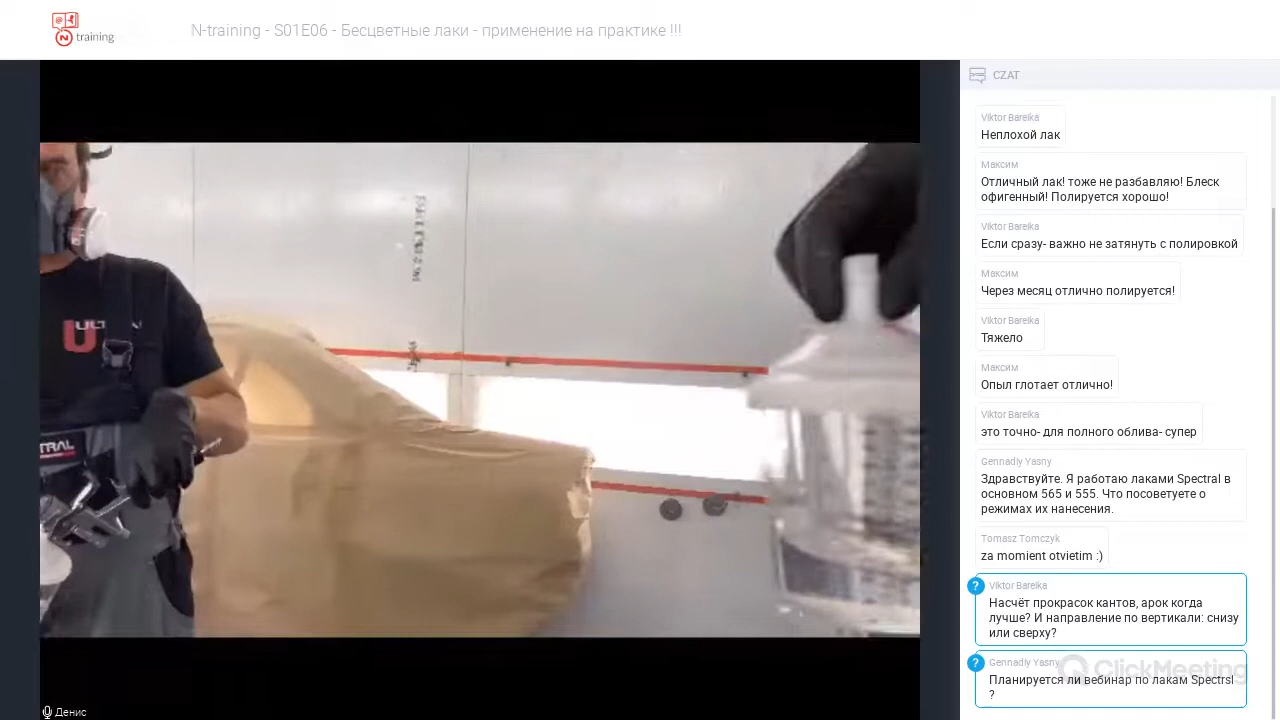 training
N-training - S01E06 - Бесцветные лаки - применение на практике !!!
CZAT
Viktor Bareika
Неплохой лак
Максим
Отличный лак! тоже не разбавляю! Блеск
офигенный! Полируется хорошо!
Viktor Bareika
Если сразу- важно не затянуть с полировкой
Максим
Через месяц отлично полируется!
Viktor Bareika
Тяжело
Максим
Опыл глотает отлично!
Viktor Bareika
это точно- для полного облива- супер
Gennadiy Yasny
Здравствуйте. Я работаю лаками Spectral в
основном 565 и 555. Что посоветуете о
режимах их нанесения.
Tomasz Tomczyk
za momient otvietim :)
? Viktor Bareika
Насчёт прокрасок кантов, арок когда
лучше? И направление по вертикали: снизу
или сверху?
? Gennadiy Yasny
ClickMeeting
Планируется ли вебинар по лакам Spectrsl
?
Денис